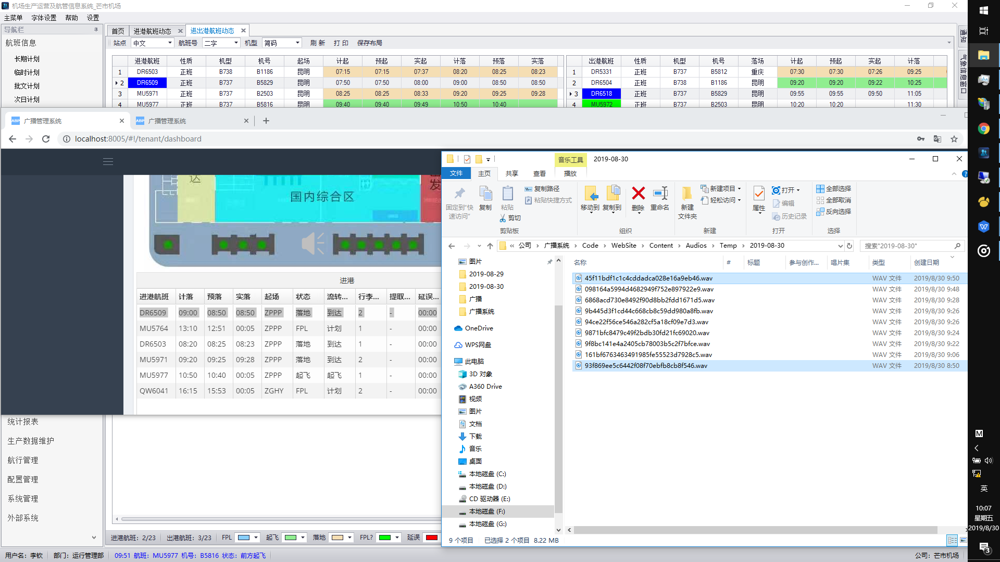 机场生产运营及航管信息系统_芒市机场
主菜单 字体设置 帮助 设置
导航栏
航班信息
长期计划
临时计划
批文计划
次日计划
首页 进港航班动态 进出港航班动态
站点 中文 航班号 二字 机型 简码 刷 新 打 印 保存布局
进港航班 性质 机型 机号 起场 计起 预起 实起 计落 预落 实落
1 DR6503 正班 B738 B1186 昆明 07:15 07:15 07:37 08:20 08:25 08:23
2 DR6509 正班 B737 B5829 昆明 07:50 07:50 08:00 09:00 08:50 08:50
3 MU5971 正班 B737 B2503 昆明 08:25 08:25 08:33 09:20 09:25 09:28
4 MU5977 正班 B737 B5816 昆明 09:40 09:40 09:49 10:50 10:40
出港航班 性质 机型 机号 落场 计起 预起 实起 计落
1 DR5331 正班 B737 B5812 重庆 07:30 07:30 07:26 09:25
2 DR6504 正班 B738 B1186 昆明 09:20 09:20 09:22 10:25
3 DR6518 正班 B737 B5829 昆明 09:55 09:55 09:50 11:05
4 MU5972 正班 B737 B2503 昆明 10:20 10:20 11:30
通知
气象信息窗口
ABP 广播管理系统
ABP 广播管理系统
localhost:8005/#!/tenant/dashboard
达
国内综合区
出
发
进港
进港航班 计落 预落 实落 起场 状态 流转... 行李... 提取... 延误...
DR6509 09:00 08:50 08:50 ZPPP 落地 到达 2 - 00:00
MU5764 13:10 12:51 00:05 ZPPP FPL 计划 1 - 00:00
DR6503 08:20 08:25 08:23 ZPPP 落地 到达 1 - 00:00
MU5971 09:20 09:25 09:28 ZPPP 落地 到达 2 - 00:00
MU5977 10:50 10:40 00:05 ZPPP 起飞 起飞 1 - 00:00
QW6041 16:15 15:53 00:05 ZGHY FPL 计划 2 - 00:00
音乐工具 2019-08-30
文件 主页 共享 查看 播放
固定到“快速访问”
复制
粘贴
复制路径
粘贴快捷方式
剪切
剪贴板
移动到 复制到 删除 重命名
组织
新建
文件夹
新建项目
轻松访问
新建
属性
打开
编辑
历史记录
打开
全部选择
全部取消
反向选择
选择
« 公司 › 广播系统 › Code › WebSite › Content › Audios › Temp › 2019-08-30
搜索"2019-08-30"
图片
2019-08-29
2019-08-30
广播
广播系统
OneDrive
WPS网盘
此电脑
3D 对象
A360 Drive
视频
图片
文档
下载
音乐
桌面
本地磁盘 (C:)
本地磁盘 (D:)
CD 驱动器 (E:)
本地磁盘 (F:)
本地磁盘 (G:)
名称 # 标题 参与创作... 唱片集 类型 创建日期
45f11bdf1c1c4cddadca028e16a9eb46.wav WAV 文件 2019/8/30 9:50
098164a5994d4682949f752e897922e9.wav WAV 文件 2019/8/30 9:48
6868acd730e8492f90d8bb2fdd1671d5.wav WAV 文件 2019/8/30 9:28
9b445d3f1cd44c668cb8c59dd980a8fb.wav WAV 文件 2019/8/30 9:26
94ce22f56ce546a282cf5a18cf09e7d3.wav WAV 文件 2019/8/30 9:26
9871bfc8479c49f2bdb30fd21fc69020.wav WAV 文件 2019/8/30 9:24
9f8bc141e4a2405cb78003b5c2f7bfce.wav WAV 文件 2019/8/30 9:22
161bf6763463491985fe55523d7928c5.wav WAV 文件 2019/8/30 9:06
93f869ee5c6442f08f70ebfb8cb8f546.wav WAV 文件 2019/8/30 8:50
9 个项目 已选择 2 个项目 8.22 MB
统计报表
生产数据维护
航行管理
配置管理
系统管理
外部系统
进港航班: 2/23 出港航班: 3/23 FPL 起飞 落地 FPL? 延误
用户名: 李钦 部门: 运行管理部 09:51 航班: MU5977 机号: B5816 状态: 前方起飞
公司: 芒市机场
M
英
10:07
星期五
2019/8/30
3